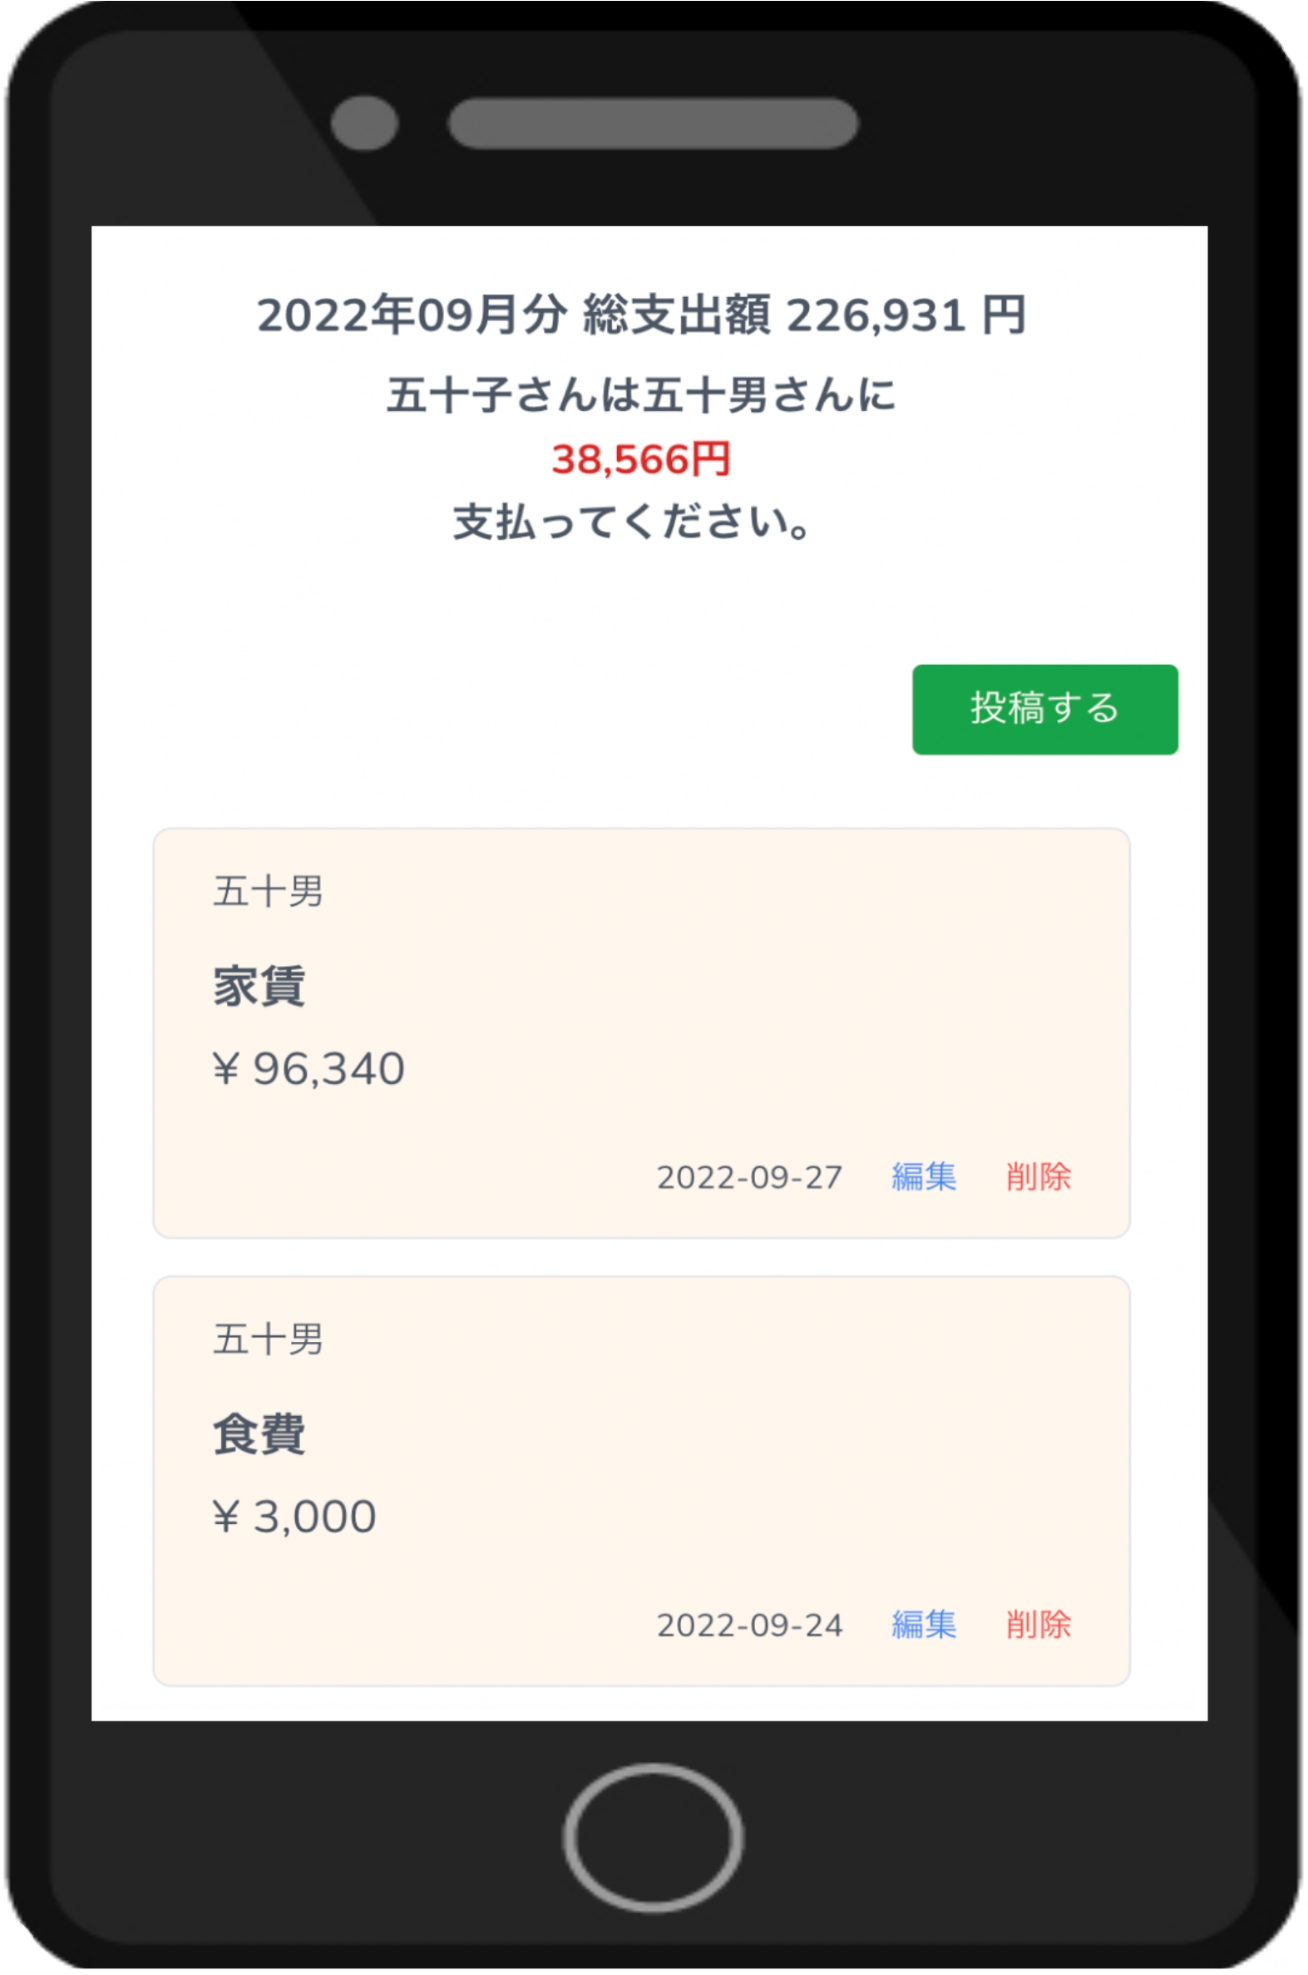 2022年09月分 総支出額 226,931 円
五十子さんは五十男さんに
38,566円
支払ってください。
投稿する
五十男
家賃
¥ 96,340
2022-09-27 編集 削除
五十男
食費
¥ 3,000
2022-09-24 編集 削除